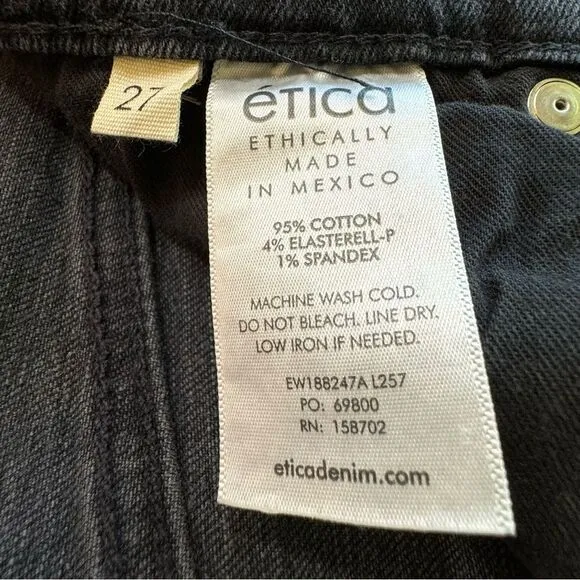 27
ética
ETHICALLY
MADE
IN MEXICO
95% COTTON
4% ELASTERELL-P
1% SPANDEX
MACHINE WASH COLD.
DO NOT BLEACH. LINE DRY.
LOW IRON IF NEEDED.
EW188247A L257
PO: 69800
RN: 158702
eticadenim.com